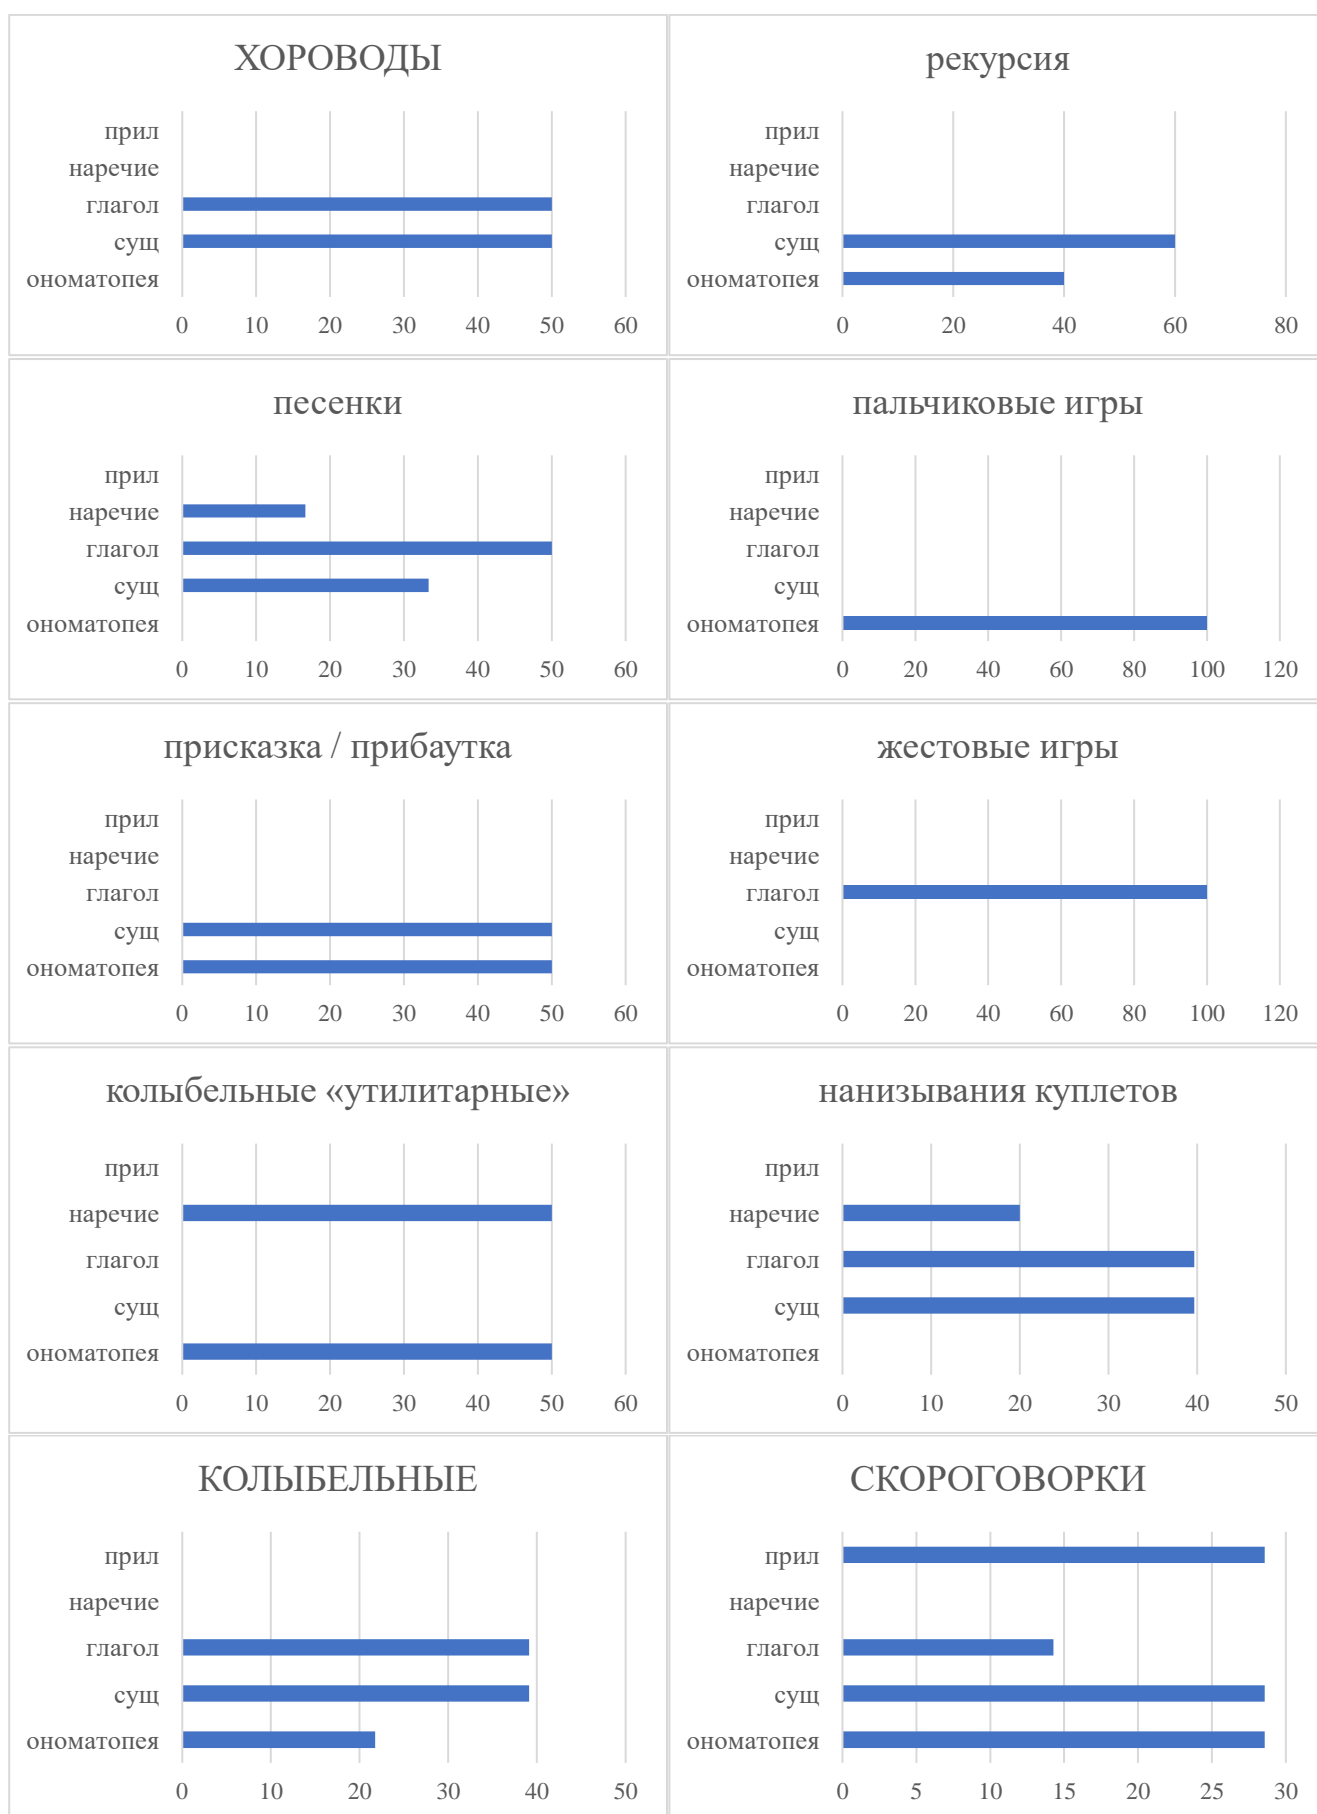 ХОРОВОДЫ
прил
наречие
глагол
сущ
ономатопея
0 10 20 30 40 50 60
рекурсия
прил
наречие
глагол
сущ
ономатопея
0 20 40 60 80
песенки
прил
наречие
глагол
сущ
ономатопея
0 10 20 30 40 50 60
пальчиковые игры
прил
наречие
глагол
сущ
ономатопея
0 20 40 60 80 100 120
присказка / прибаутка
прил
наречие
глагол
сущ
ономатопея
0 10 20 30 40 50 60
жестовые игры
прил
наречие
глагол
сущ
ономатопея
0 20 40 60 80 100 120
колыбельные «утилитарные»
прил
наречие
глагол
сущ
ономатопея
0 10 20 30 40 50 60
нанизывания куплетов
прил
наречие
глагол
сущ
ономатопея
0 10 20 30 40 50
КОЛЫБЕЛЬНЫЕ
прил
наречие
глагол
сущ
ономатопея
0 10 20 30 40 50
СКОРОГОВОРКИ
прил
наречие
глагол
сущ
ономатопея
0 5 10 15 20 25 30